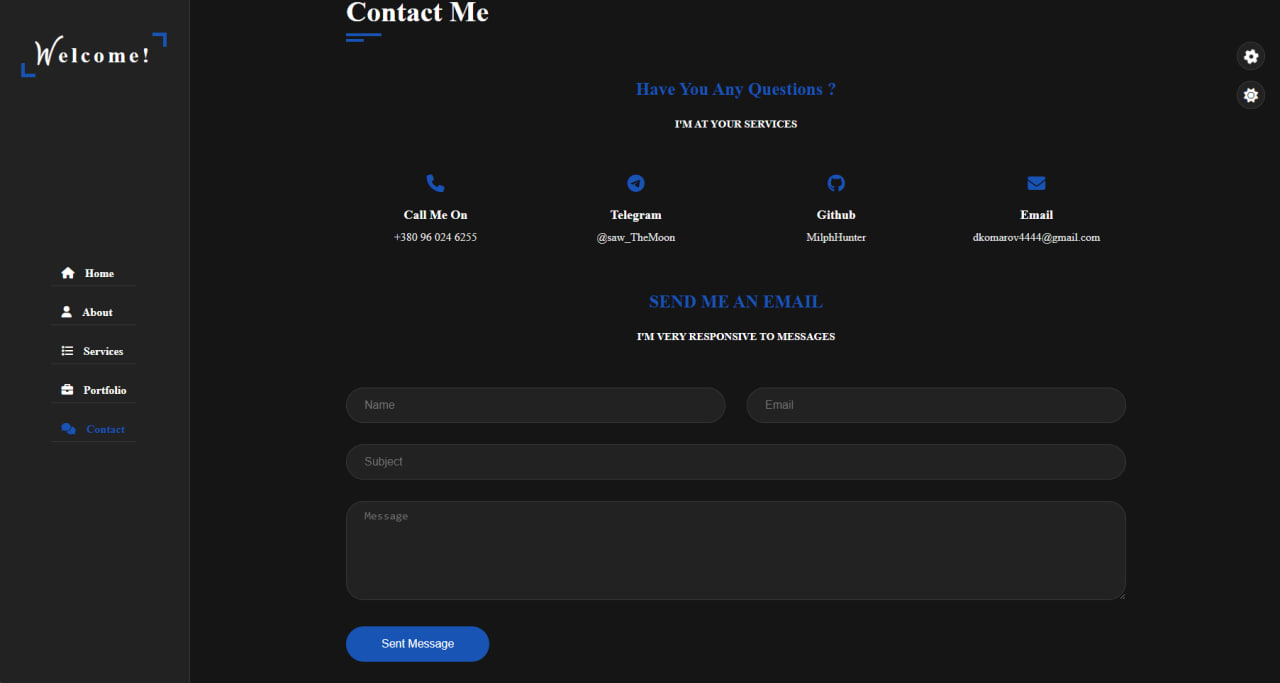 Welcome!
Home
About
Services
Portfolio
Contact
Contact Me
Have You Any Questions ?
I'M AT YOUR SERVICES
Call Me On
+380 96 024 6255
Telegram
@saw_TheMoon
Github
MilphHunter
Email
dkomarov4444@gmail.com
SEND ME AN EMAIL
I'M VERY RESPONSIVE TO MESSAGES
Name
Email
Subject
Message
Sent Message